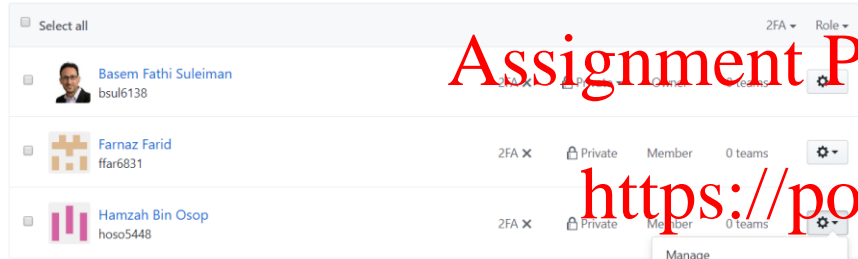 Select all 2FA Role
Assignment P
Basem Fathi Suleiman
bsul6138 2FA Private Owner 0 teams
Farnaz Farid
ffar6831 2FA Private Member 0 teams
https://po
Hamzah Bin Osop
hoso5448 2FA Private Member 0 teams
Manage